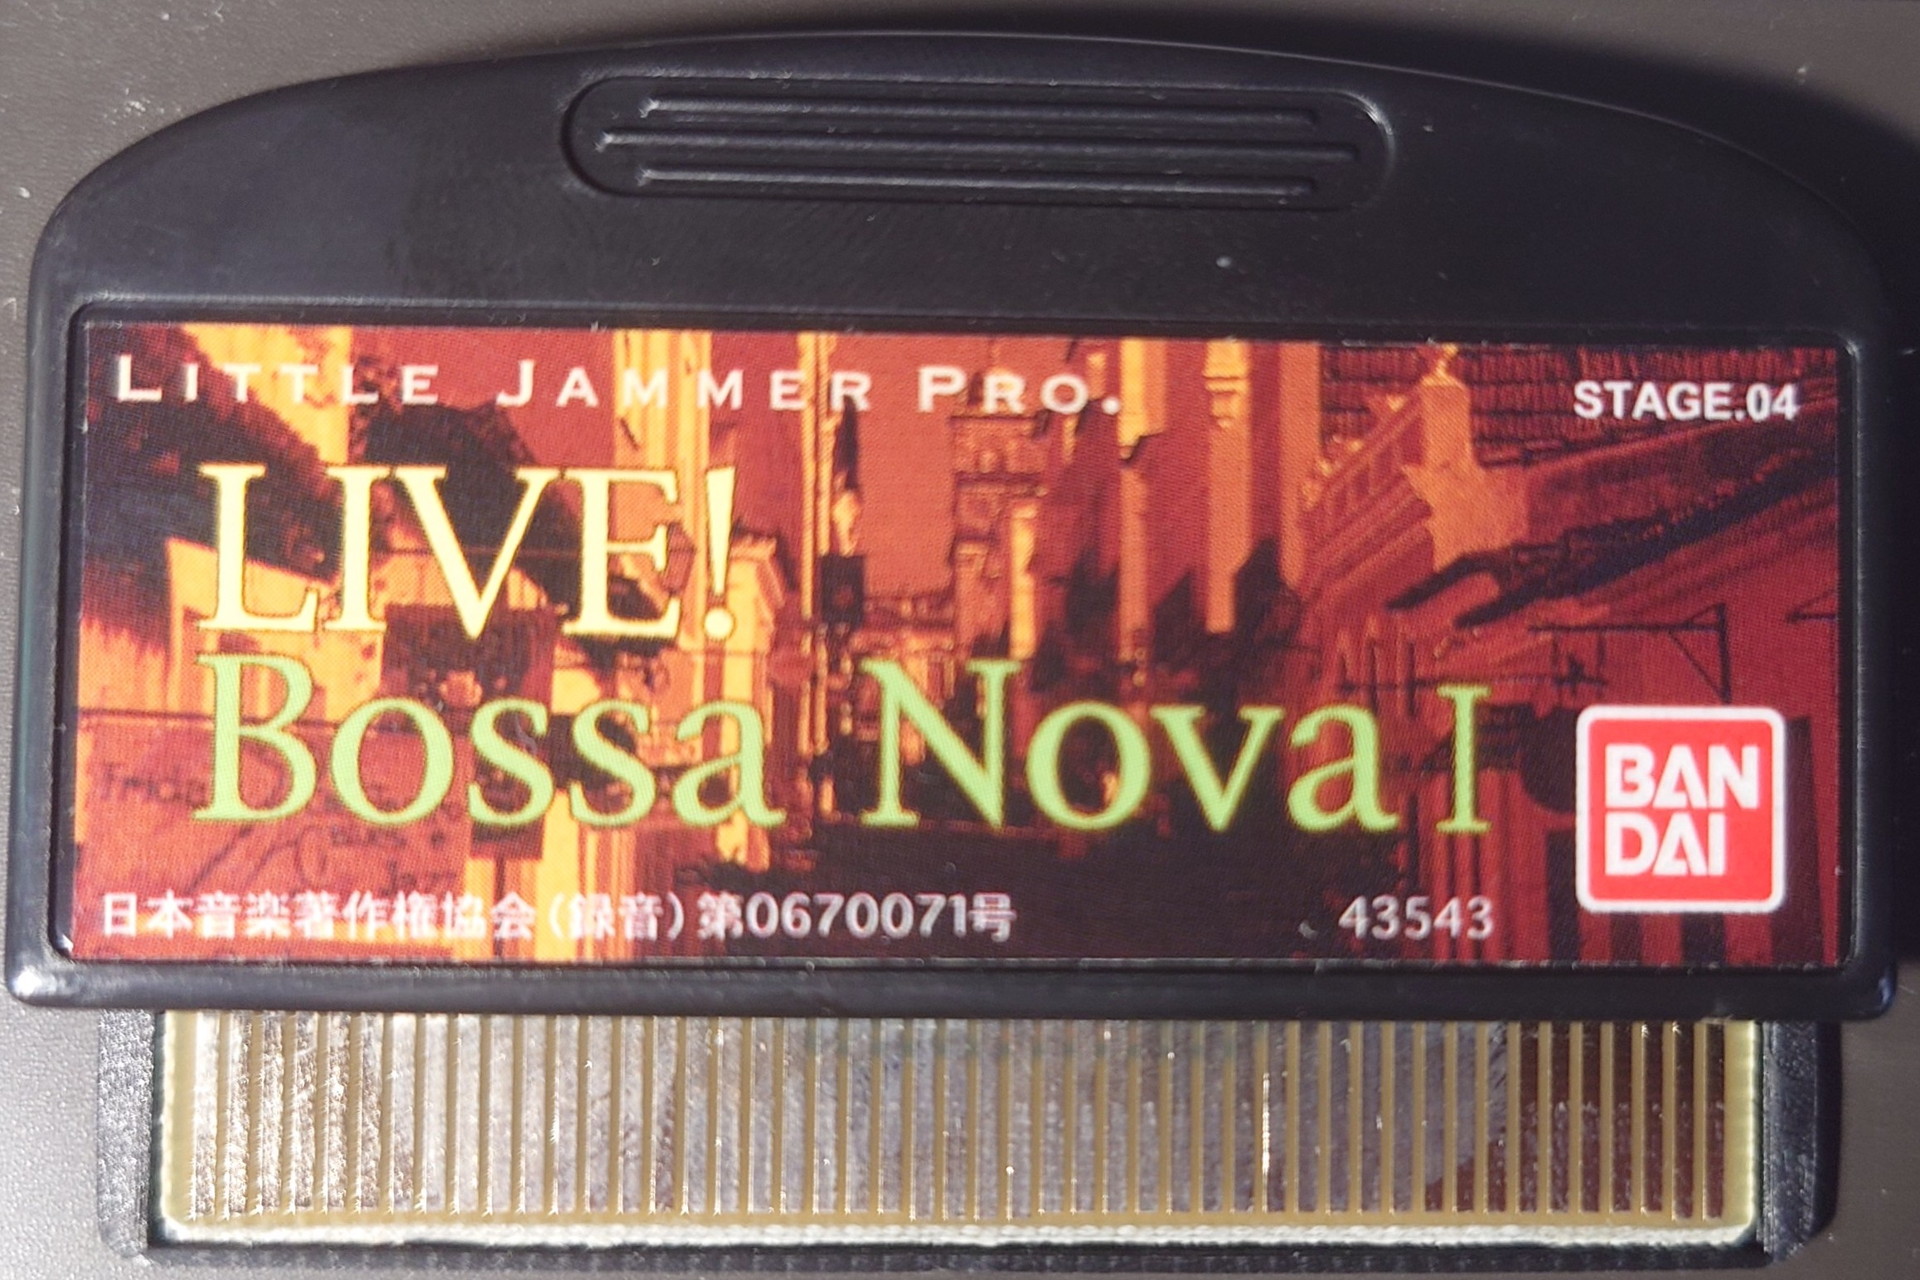 LITTLE JAMMER PRO.
STAGE.04
LIVE!
Bossa Nova I
BAN
DAI
日本音楽著作権協会(録音)第0670071号
43543